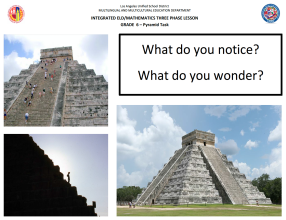 Los Angeles Unified School District
MULTILINGUAL AND MULTICULTURAL EDUCATION DEPARTMENT
INTEGRATED ELD/MATHEMATICS THREE PHASE LESSON
GRADE 6 – Pyramid Task
What do you notice?
What do you wonder?